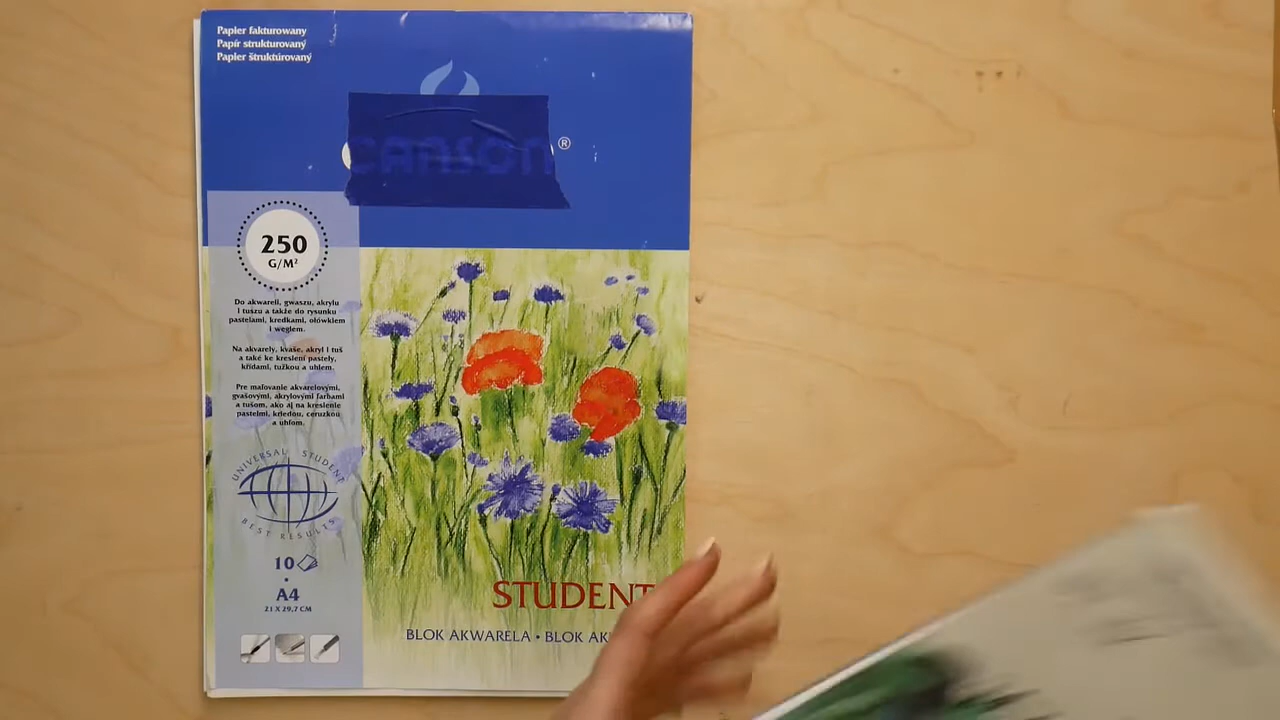 Papier fakturowany
Papír strukturovaný
Papier štruktúrovaný
CANSON®
250
G/M²
Do akwareli, gwaszu, akrylu
i tuszu a także do rysunku
pastelami, kredkami, ołówkiem
i węglem.
Na akvarely, kvaše, akryl i tuš
a také ke kreslení pastely,
křídami, tužkou a uhlem.
Pre maľovanie akvarelovými,
gvašovými, akrylovými farbami
a tušom, ako aj na kreslenie
pastelmi, kriedou, ceruzkou
a uhľom.
UNIVERSAL STUDENT
BEST RESULTS
10
•
A4
21 X 29,7 CM
STUDENT
BLOK AKWARELA • BLOK AK